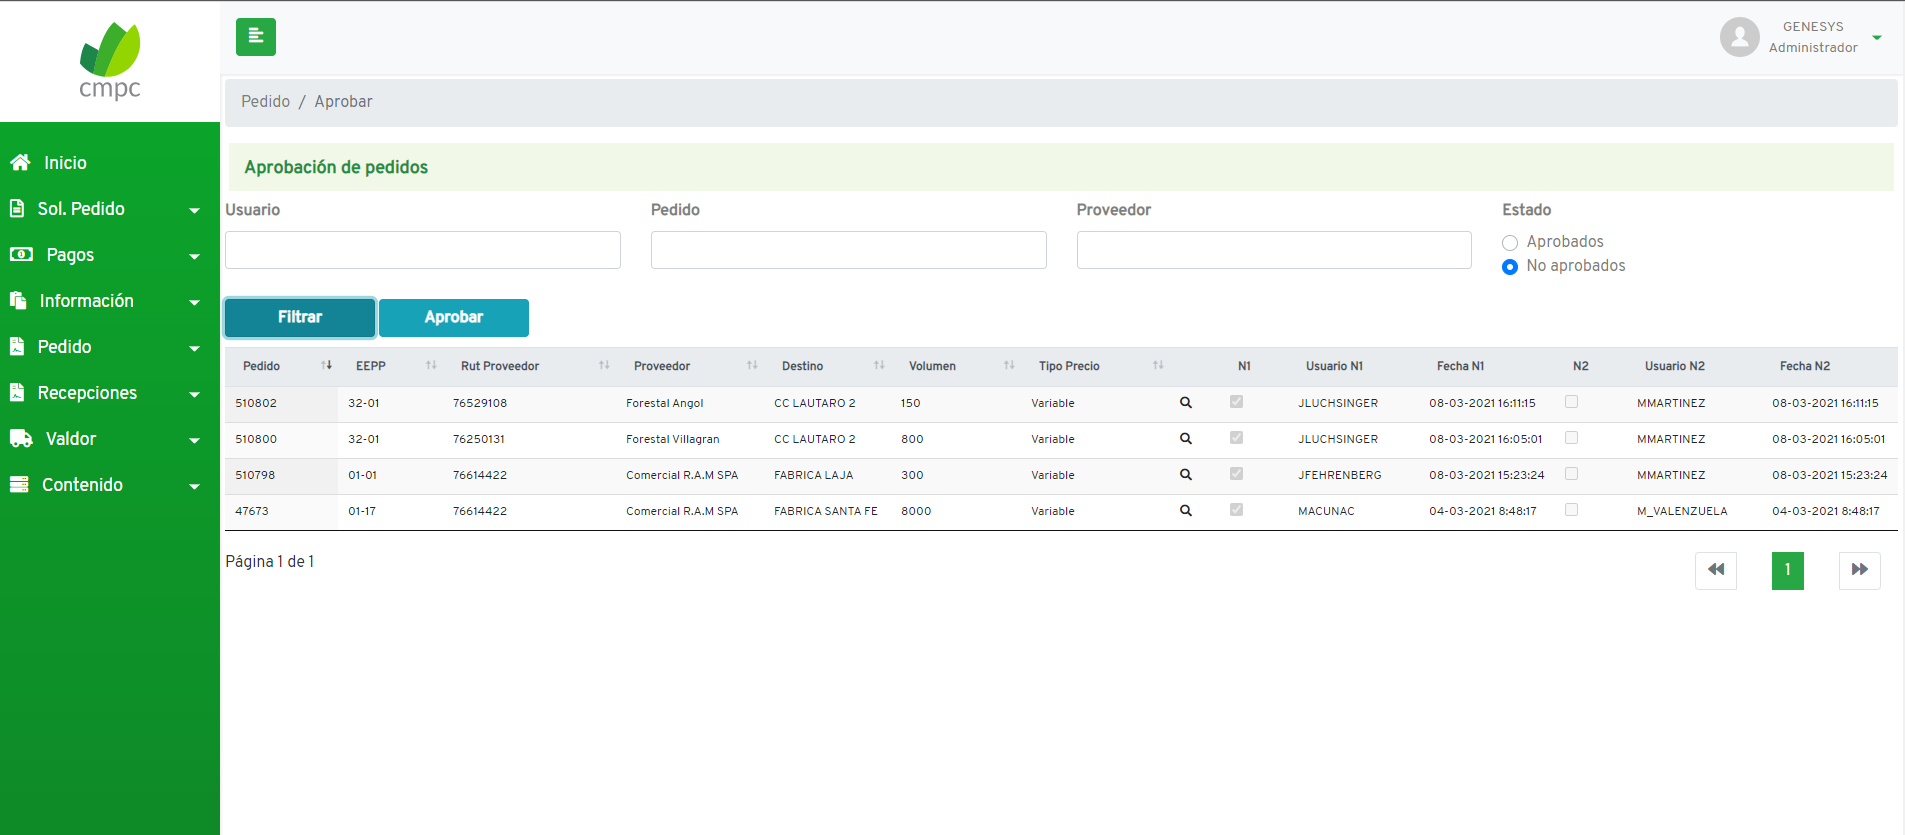 cmpc
GENESYS
Administrador
Pedido / Aprobar
Inicio
Sol. Pedido
Pagos
Información
Pedido
Recepciones
Valdor
Contenido
Aprobación de pedidos
Usuario Pedido Proveedor Estado
Aprobados
No aprobados
Filtrar Aprobar
Pedido EEPP Rut Proveedor Proveedor Destino Volumen Tipo Precio N1 Usuario N1 Fecha N1 N2 Usuario N2 Fecha N2
510802 32-01 76529108 Forestal Angol CC LAUTARO 2 150 Variable JLUCHSINGER 08-03-2021 16:11:15 MMARTINEZ 08-03-2021 16:11:15
510800 32-01 76250131 Forestal Villagran CC LAUTARO 2 800 Variable JLUCHSINGER 08-03-2021 16:05:01 MMARTINEZ 08-03-2021 16:05:01
510798 01-01 76614422 Comercial R.A.M SPA FABRICA LAJA 300 Variable JFEHRENBERG 08-03-2021 15:23:24 MMARTINEZ 08-03-2021 15:23:24
47673 01-17 76614422 Comercial R.A.M SPA FABRICA SANTA FE 8000 Variable MACUNAC 04-03-2021 8:48:17 M_VALENZUELA 04-03-2021 8:48:17
Página 1 de 1
1